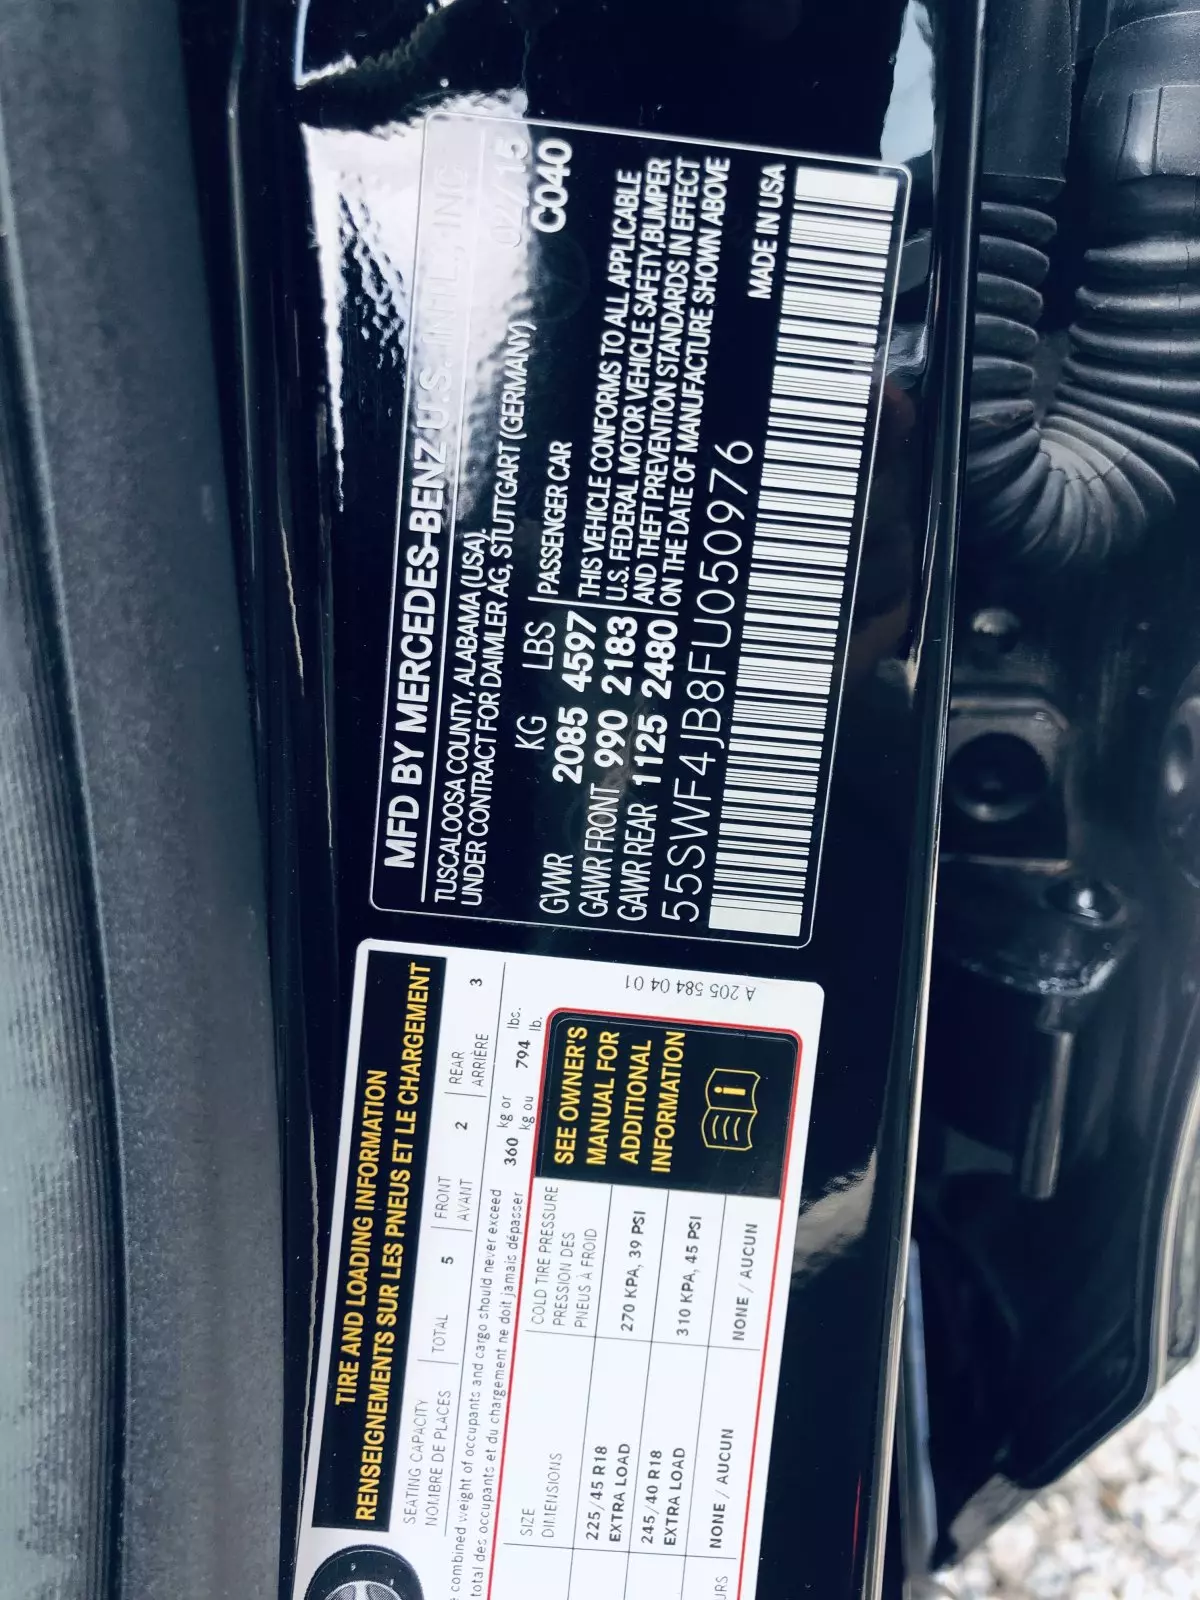 MFD BY MERCEDES-BENZ U.S. INTL., INC
TUSCALOOSA COUNTY, ALABAMA (USA),
UNDER CONTRACT FOR DAIMLER AG, STUTTGART (GERMANY)
02/15
C040
KG LBS PASSENGER CAR
GVWR 2085 4597
GAWR FRONT 990 2183
GAWR REAR 1125 2480
THIS VEHICLE CONFORMS TO ALL APPLICABLE
U.S. FEDERAL MOTOR VEHICLE SAFETY,BUMPER
AND THEFT PREVENTION STANDARDS IN EFFECT
ON THE DATE OF MANUFACTURE SHOWN ABOVE
55SWF4JB8FU050976
MADE IN USA
TIRE AND LOADING INFORMATION
RENSEIGNEMENTS SUR LES PNEUS ET LE CHARGEMENT
SEATING CAPACITY
NOMBRE DE PLACES
TOTAL 5
FRONT
AVANT
2
REAR
ARRIÈRE
3
combined weight of occupants and cargo should never exceed 360 kg or 794 lbs.
total des occupants et du chargement ne doit jamais dépasser kg ou lb.
SIZE
DIMENSIONS
COLD TIRE PRESSURE
PRESSION DES
PNEUS À FROID
225/45 R18
EXTRA LOAD
270 KPA, 39 PSI
245/40 R18
EXTRA LOAD
310 KPA, 45 PSI
NONE / AUCUN
NONE / AUCUN
SEE OWNER'S
MANUAL FOR
ADDITIONAL
INFORMATION
A 205 584 04 01